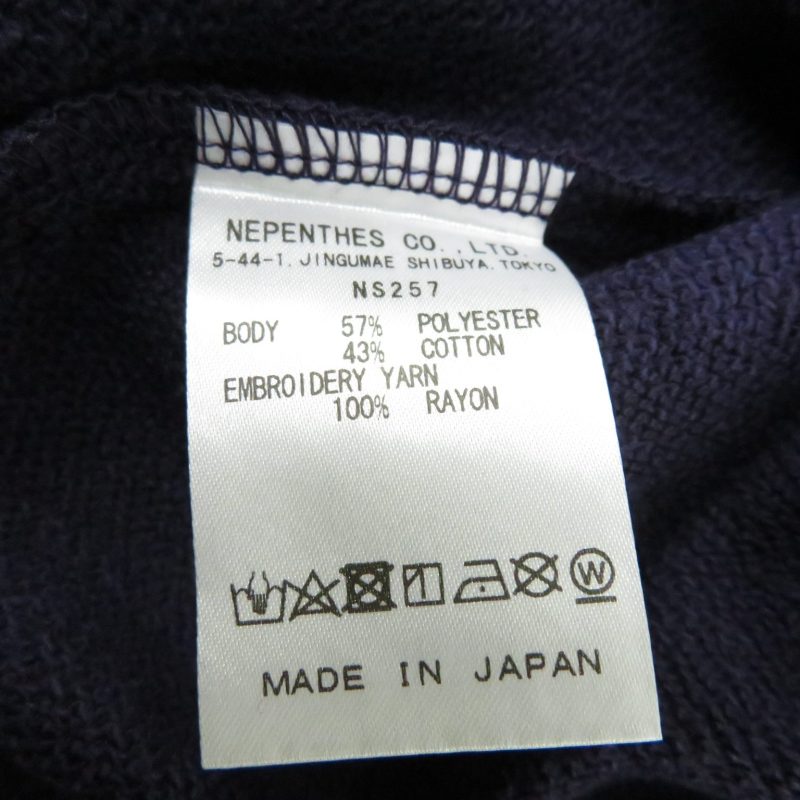 NEPENTHES CO.,LTD.
5-44-1, JINGUMAE SHIBUYA, TOKYO
NS257
BODY 57% POLYESTER
43% COTTON
EMBROIDERY YARN
100% RAYON
W
MADE IN JAPAN